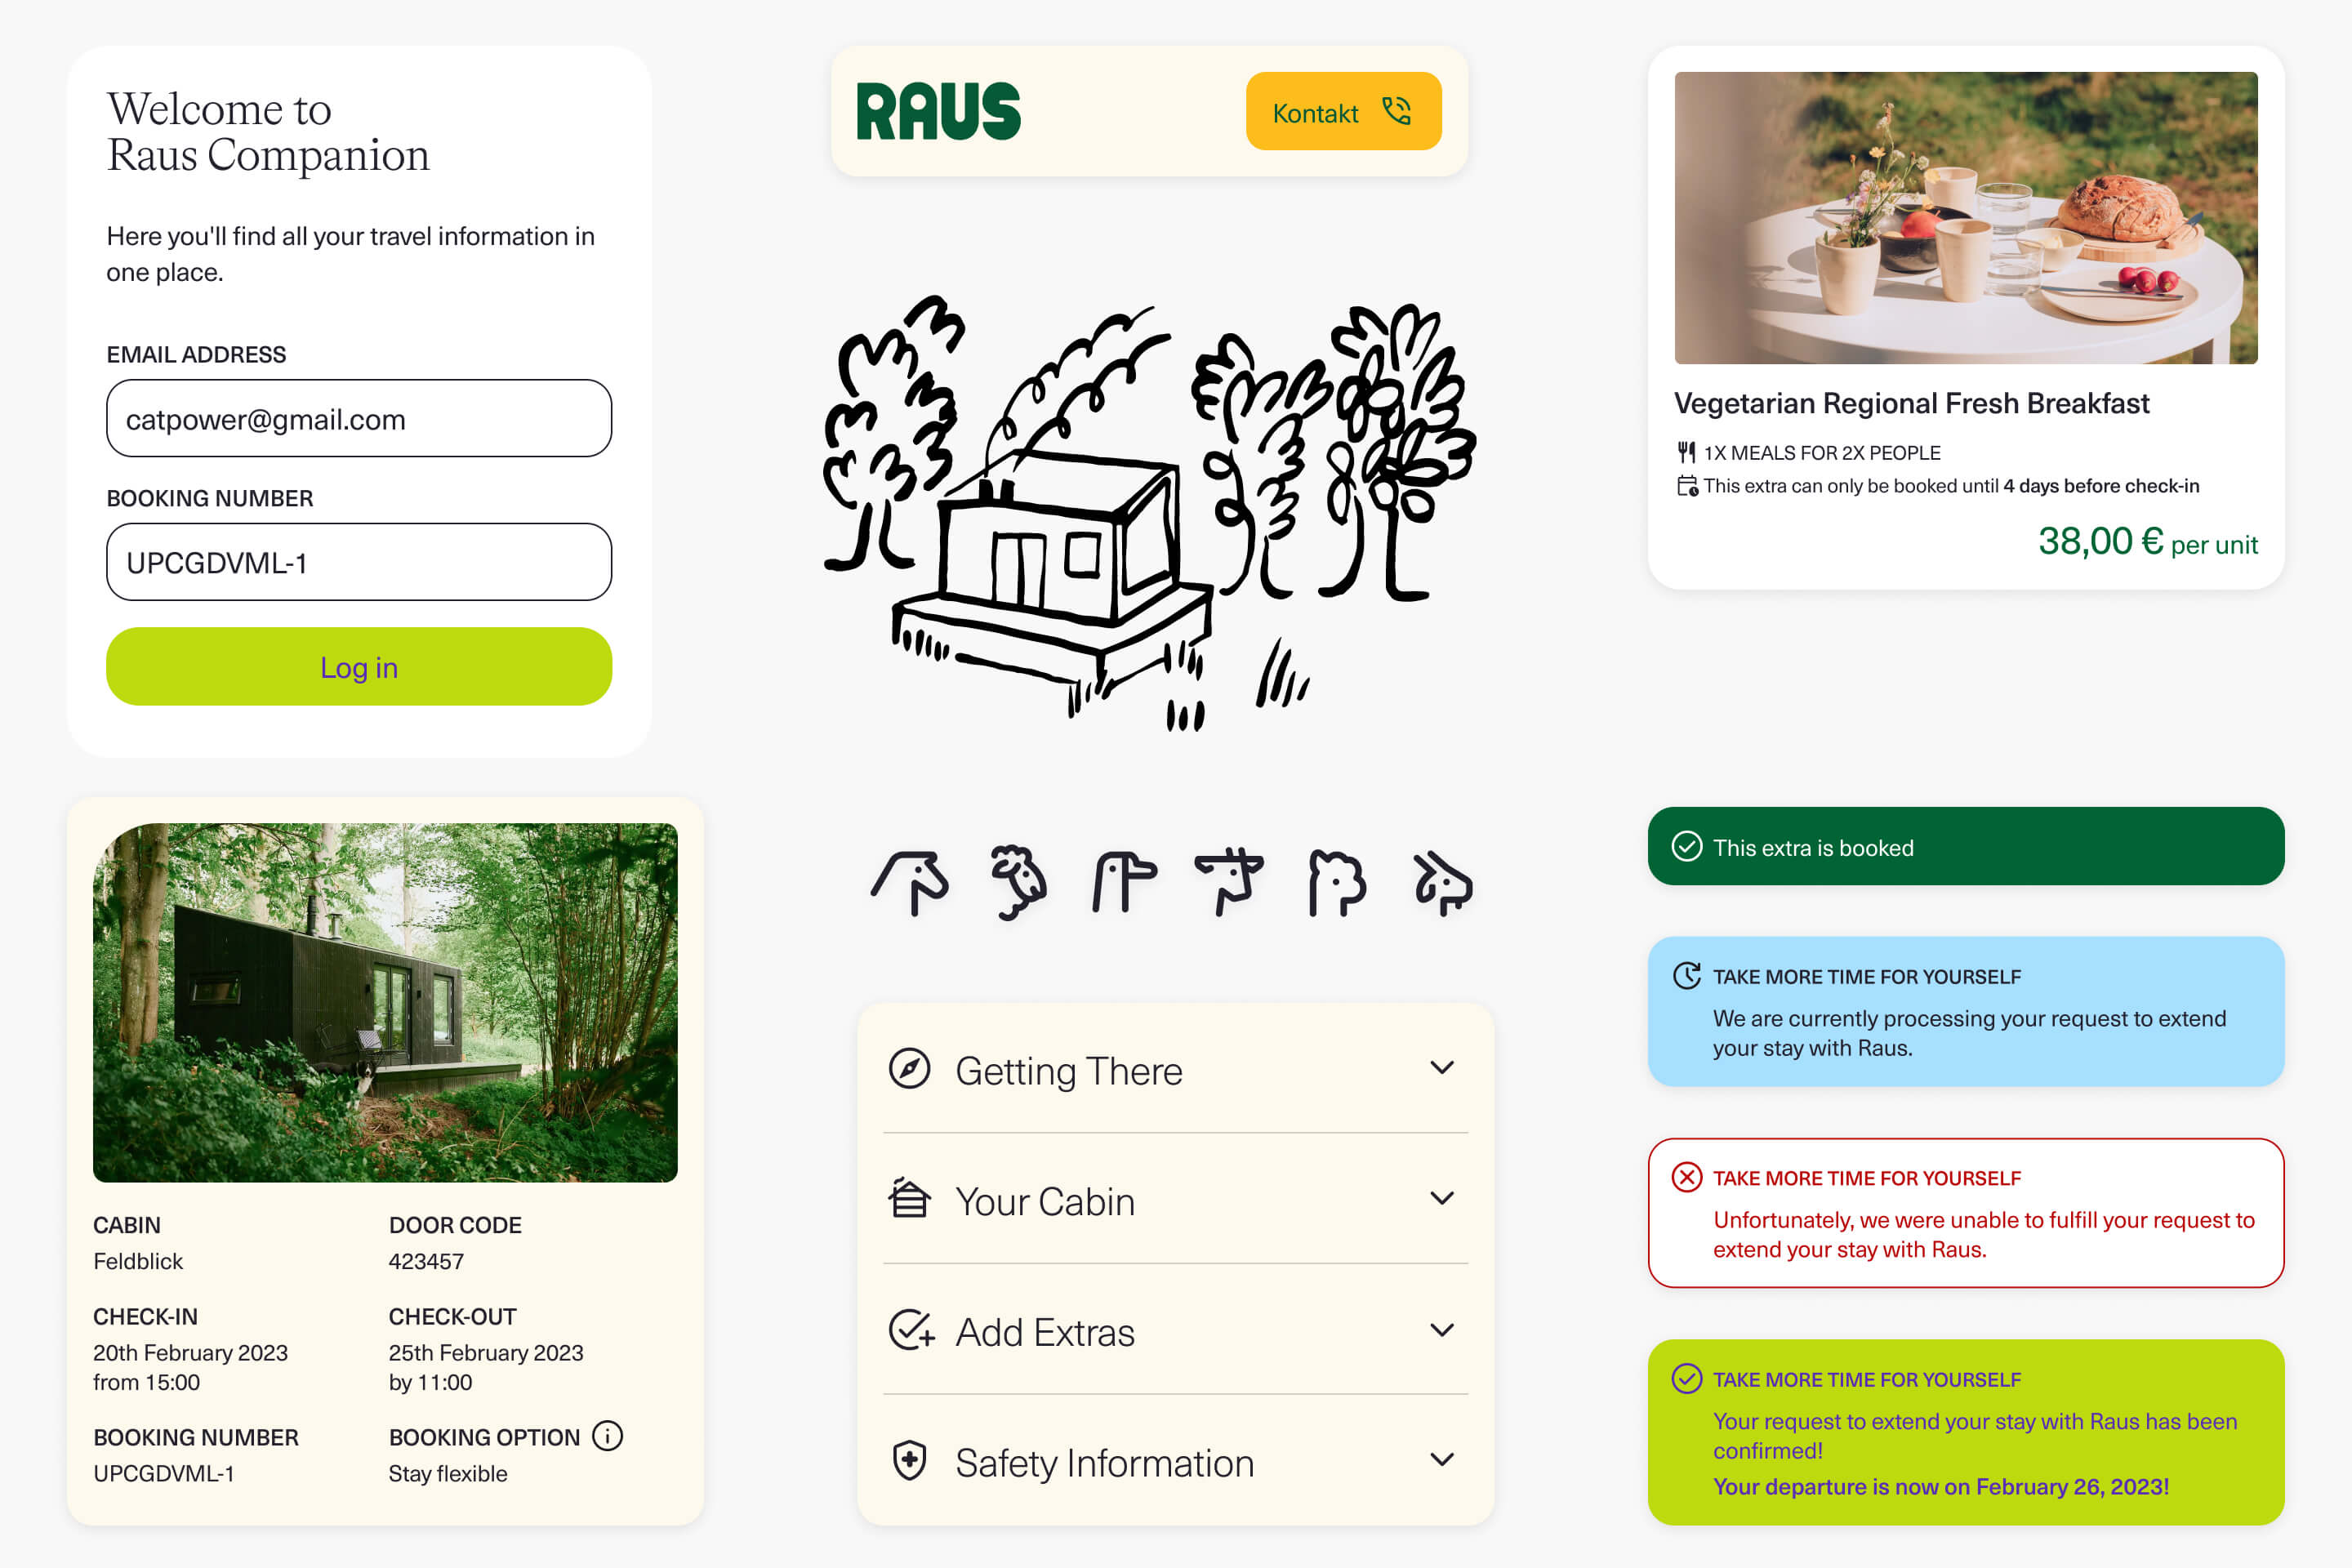 Welcome to
Raus Companion
Here you'll find all your travel information in
one place.
EMAIL ADDRESS
catpower@gmail.com
BOOKING NUMBER
UPCGDVML-1
Log in
CABIN
Feldblick
DOOR CODE
423457
CHECK-IN
20th February 2023
from 15:00
CHECK-OUT
25th February 2023
by 11:00
BOOKING NUMBER
UPCGDVML-1
BOOKING OPTION
Stay flexible
RAUS
Kontakt
Getting There
Your Cabin
Add Extras
Safety Information
Vegetarian Regional Fresh Breakfast
1X MEALS FOR 2X PEOPLE
This extra can only be booked until 4 days before check-in
38,00 € per unit
This extra is booked
TAKE MORE TIME FOR YOURSELF
We are currently processing your request to extend
your stay with Raus.
TAKE MORE TIME FOR YOURSELF
Unfortunately, we were unable to fulfill your request to
extend your stay with Raus.
TAKE MORE TIME FOR YOURSELF
Your request to extend your stay with Raus has been
confirmed!
Your departure is now on February 26, 2023!